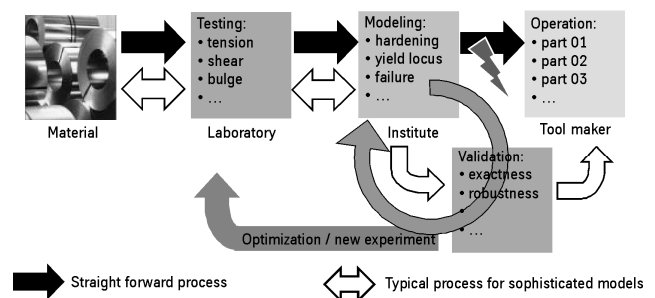 Testing:
• tension
• shear
• bulge
• ...
Modeling:
• hardening
• yield locus
• failure
• ...
Operation:
• part 01
• part 02
• part 03
• ...
Material
Laboratory
Institute
Tool maker
Validation:
• exactness
• robustness
•
• ...
Optimization / new experiment
Straight forward process
Typical process for sophisticated models